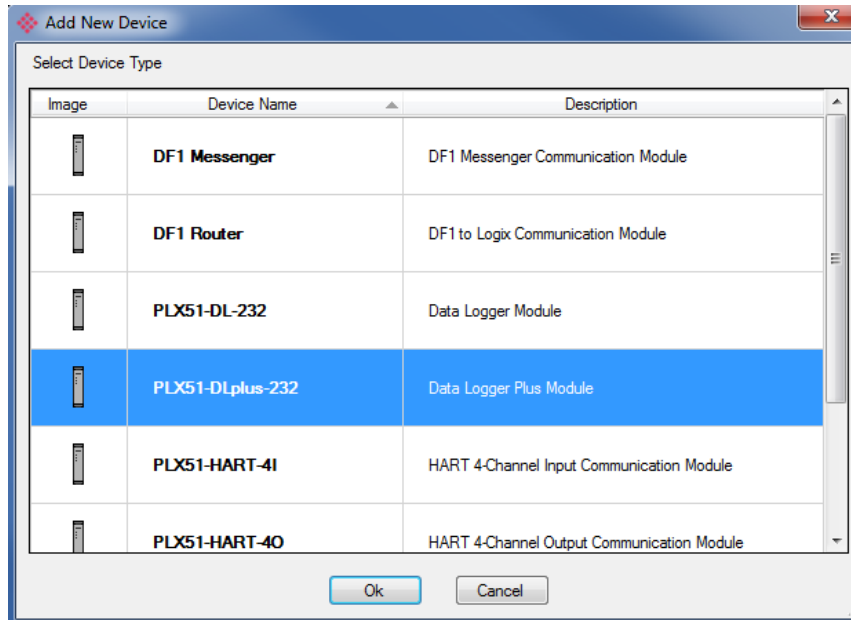 Add New Device
Select Device Type
Image Device Name Description
DF1 Messenger DF1 Messenger Communication Module
DF1 Router DF1 to Logix Communication Module
PLX51-DL-232 Data Logger Module
PLX51-DLplus-232 Data Logger Plus Module
PLX51-HART-4I HART 4-Channel Input Communication Module
PLX51-HART-4O HART 4-Channel Output Communication Module
Ok Cancel